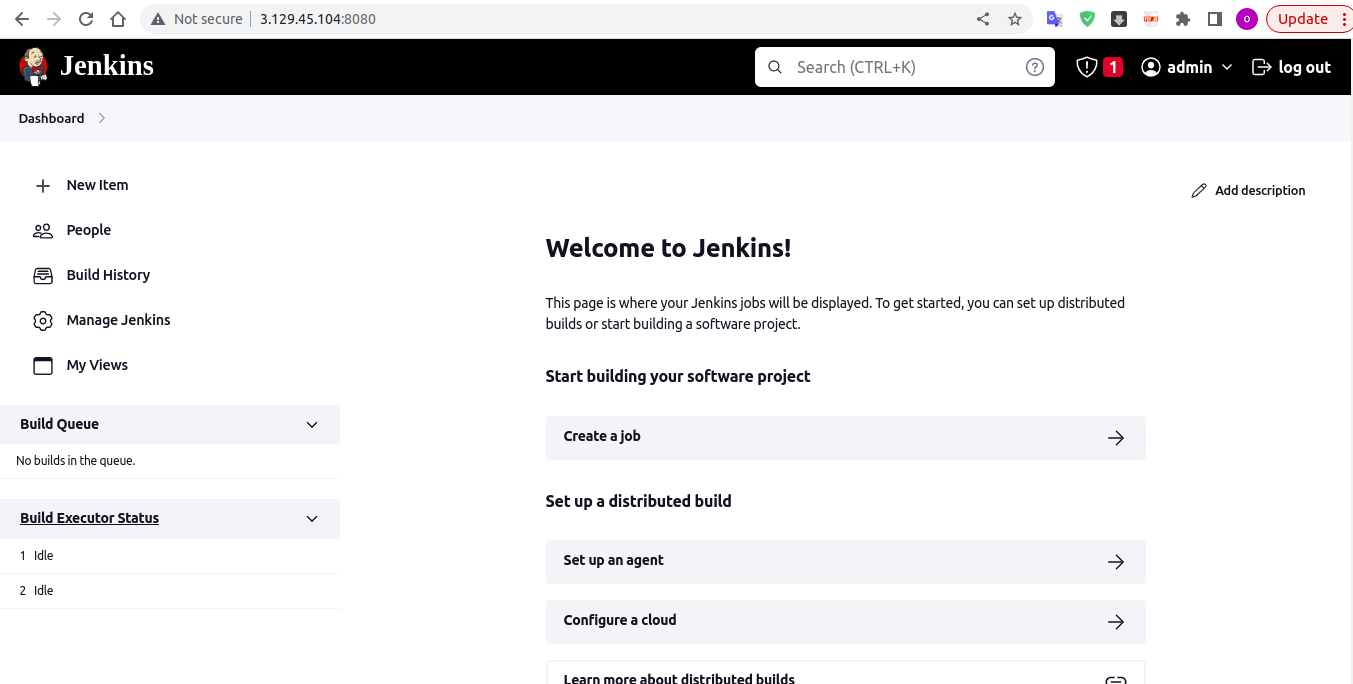 Not secure 3.129.45.104:8080 Update
Jenkins Search (CTRL+K) 1 admin log out
Dashboard
New Item
Add description
People
Build History
Manage Jenkins
My Views
Build Queue
No builds in the queue.
Build Executor Status
1 Idle
2 Idle
Welcome to Jenkins!
This page is where your Jenkins jobs will be displayed. To get started, you can set up distributed
builds or start building a software project.
Start building your software project
Create a job
Set up a distributed build
Set up an agent
Configure a cloud
Learn more about distributed builds